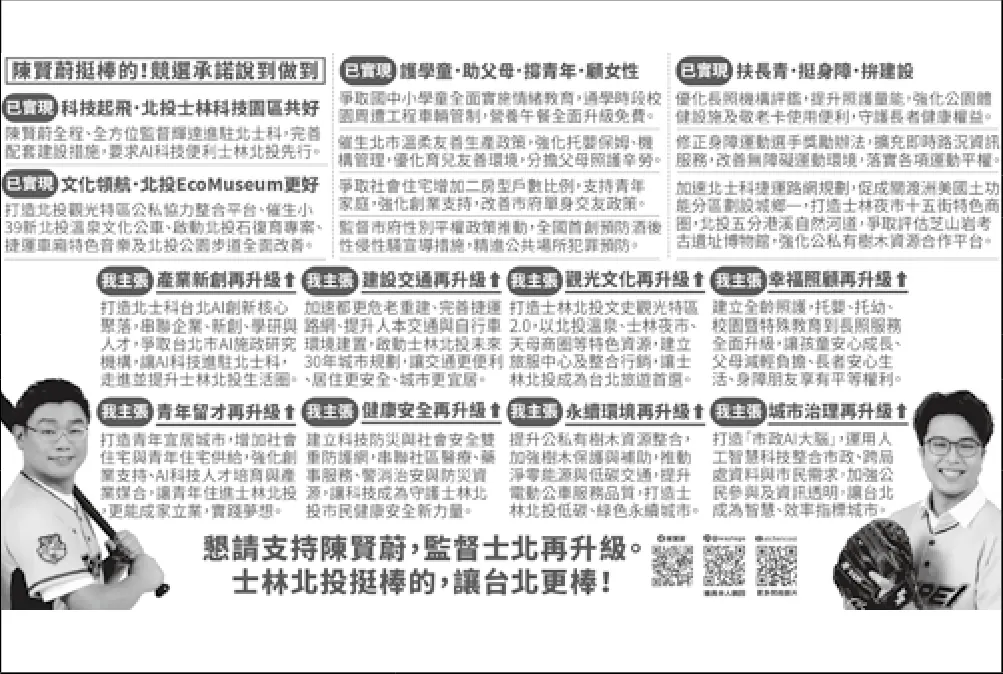 陳賢蔚挺棒的!競選承諾說到做到
已實現 科技起飛·北投士林科技園區共好
陳賢蔚全程、全方位監督輝達進駐北士科,完善
配套建設措施,要求AI科技便利士林北投先行。
已實現 文化領航·北投EcoMuseum更好
打造北投觀光特區公私協力整合平台、催生小
39新北投溫泉文化公車、啟動北投石復育專案、
捷運車廂特色音樂及北投公園步道全面改善。
已實現 護學童·助父母·撐青年·顧女性
爭取國中小學童全面實施情緒教育,通學時段校
園周遭工程車輛管制,營養午餐全面升級免費。
催生北市溫柔友善生產政策,強化托嬰保姆、機
構管理,優化育兒友善環境,分擔父母照護辛勞。
爭取社會住宅增加二房型戶數比例,支持青年
家庭,強化創業支持,改善市府單身交友政策。
監督市府性別平權政策推動,全國首創預防酒後
性侵性騷宣導措施,精進公共場所犯罪預防。
已實現 扶長青·挺身障·拚建設
優化長照機構評鑑,提升照護量能,強化公園體
健設施及敬老卡使用便利,守護長者健康權益。
修正身障運動選手獎勵辦法,擴充即時路況資訊
服務,改善無障礙運動環境,落實各項運動平權。
加速北士科捷運路網規劃,促成關渡洲美國土功
能分區劃設城鄉一,打造士林夜市十五街特色商
圈,北投五分港溪自然河道,爭取評估芝山岩考
古遺址博物館,強化公私有樹木資源合作平台。
我主張 產業新創再升級⬆
打造北士科台北AI創新核心
聚落,串聯企業、新創、學研與
人才,爭取台北市AI施政研究
機構,讓AI科技進駐北士科,
走進並提升士林北投生活圈。
我主張 建設交通再升級⬆
加速都更危老重建、完善捷運
路網、提升人本交通與自行車
環境建置,啟動士林北投未來
30年城市規劃,讓交通更便利
、居住更安全、城市更宜居。
我主張 觀光文化再升級⬆
打造士林北投文史觀光特區
2.0,以北投溫泉、士林夜市、
天母商圈等特色資源,建立
旅服中心及整合行銷,讓士
林北投成為台北旅遊首選。
我主張 幸福照顧再升級⬆
建立全齡照護,托嬰、托幼、
校園暨特殊教育到長照服務
全面升級,讓孩童安心成長、
父母減輕負擔、長者安心生
活、身障朋友享有平等權利。
我主張 青年留才再升級⬆
打造青年宜居城市,增加社會
住宅與青年住宅供給,強化創
業支持、AI科技人才培育與產
業媒合,讓青年住進士林北投
,更能成家立業,實踐夢想。
我主張 健康安全再升級⬆
建立科技防災與社會安全雙
重防護網,串聯社區醫療、藥
事服務、警消治安與防災資
源,讓科技成為守護士林北
投市民健康安全新力量。
我主張 永續環境再升級⬆
提升公私有樹木資源整合,
加強樹木保護與補助,推動
淨零能源與低碳交通,提升
電動公車服務品質,打造士
林北投低碳、綠色永續城市。
我主張 城市治理再升級⬆
打造「市政AI大腦」,運用人
工智慧科技整合市政、跨局
處資料與市民需求,加強公
民參與及資訊透明,讓台北
成為智慧、效率指標城市。
懇請支持陳賢蔚,監督士北再升級。
士林北投挺棒的,讓台北更棒!